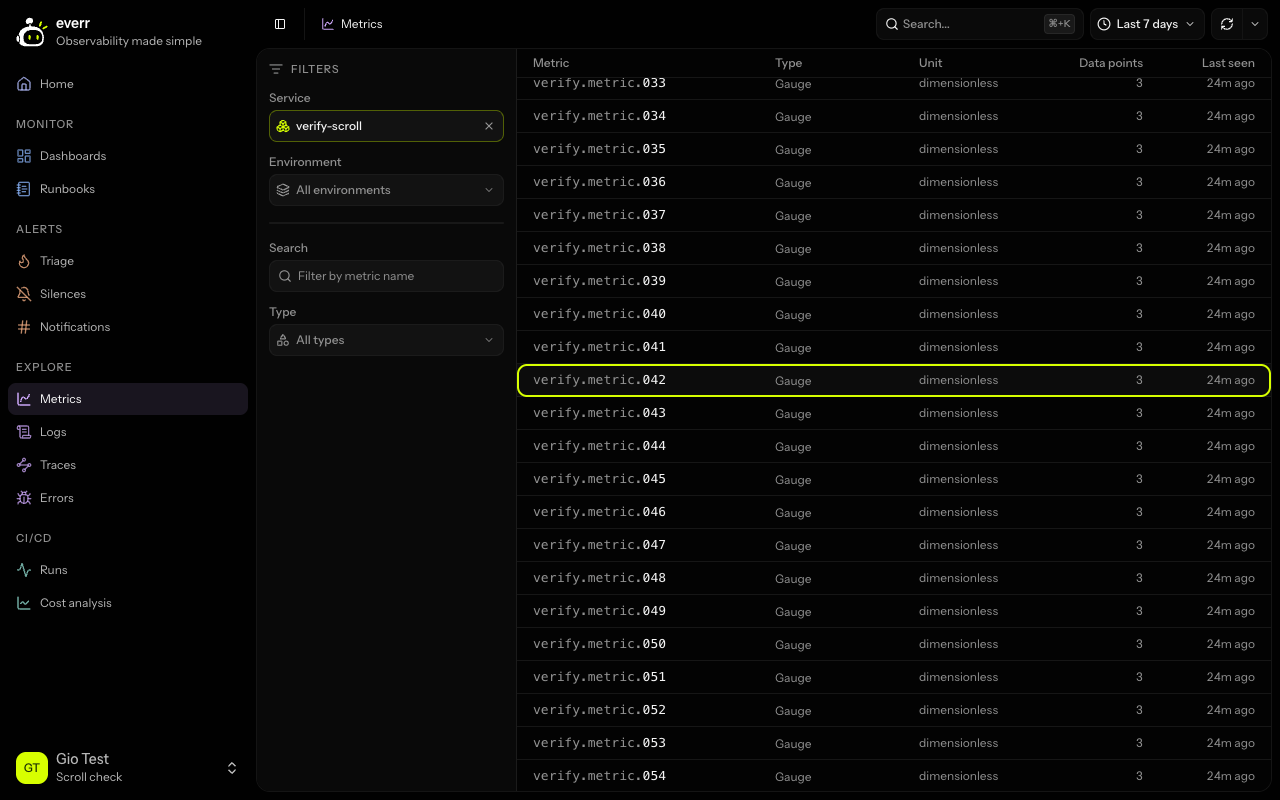 everr
Observability made simple
Home
MONITOR
Dashboards
Runbooks
ALERTS
Triage
Silences
Notifications
EXPLORE
Metrics
Logs
Traces
Errors
CI/CD
Runs
Cost analysis
GT
Gio Test
Scroll check
Metrics
Search...
⌘+K
Last 7 days
FILTERS
Service
verify-scroll
Environment
All environments
Search
Filter by metric name
Type
All types
Metric Type Unit Data points Last seen
verify.metric.033 Gauge dimensionless 3 24m ago
verify.metric.034 Gauge dimensionless 3 24m ago
verify.metric.035 Gauge dimensionless 3 24m ago
verify.metric.036 Gauge dimensionless 3 24m ago
verify.metric.037 Gauge dimensionless 3 24m ago
verify.metric.038 Gauge dimensionless 3 24m ago
verify.metric.039 Gauge dimensionless 3 24m ago
verify.metric.040 Gauge dimensionless 3 24m ago
verify.metric.041 Gauge dimensionless 3 24m ago
verify.metric.042 Gauge dimensionless 3 24m ago
verify.metric.043 Gauge dimensionless 3 24m ago
verify.metric.044 Gauge dimensionless 3 24m ago
verify.metric.045 Gauge dimensionless 3 24m ago
verify.metric.046 Gauge dimensionless 3 24m ago
verify.metric.047 Gauge dimensionless 3 24m ago
verify.metric.048 Gauge dimensionless 3 24m ago
verify.metric.049 Gauge dimensionless 3 24m ago
verify.metric.050 Gauge dimensionless 3 24m ago
verify.metric.051 Gauge dimensionless 3 24m ago
verify.metric.052 Gauge dimensionless 3 24m ago
verify.metric.053 Gauge dimensionless 3 24m ago
verify.metric.054 Gauge dimensionless 3 24m ago